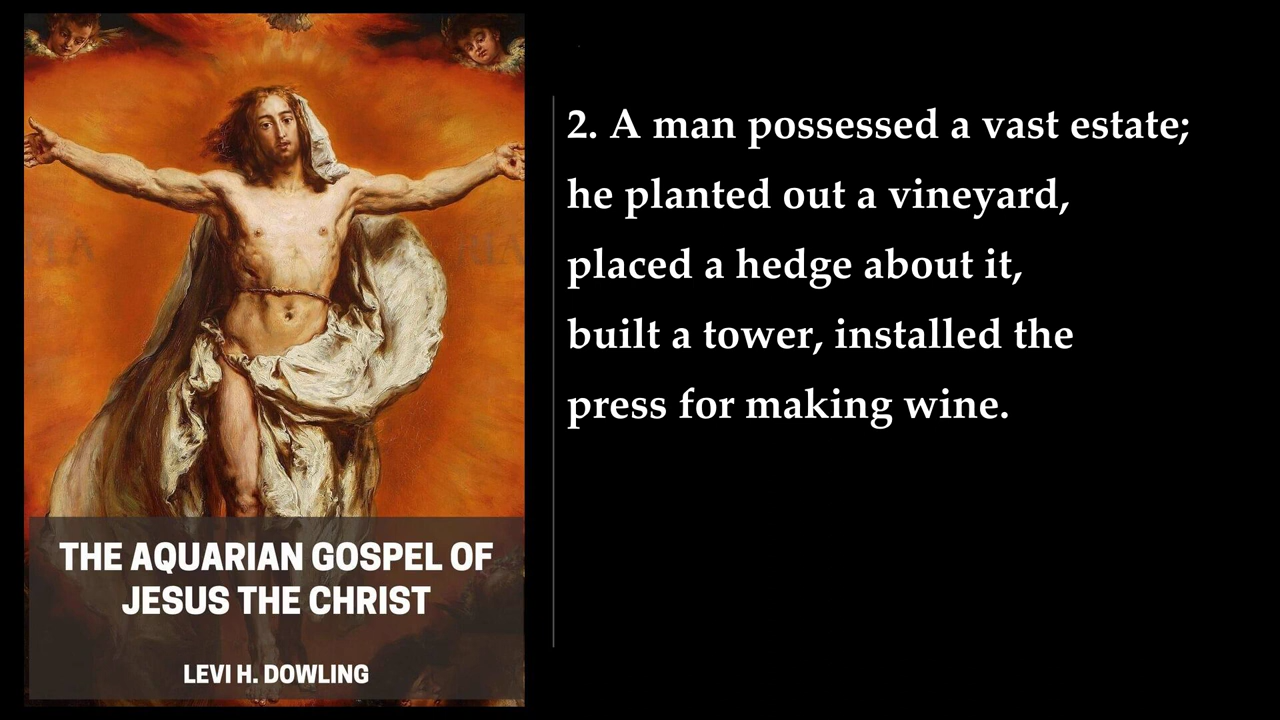 THE AQUARIAN GOSPEL OF
JESUS THE CHRIST
LEVI H. DOWLING
2. A man possessed a vast estate;
he planted out a vineyard,
placed a hedge about it,
built a tower, installed the
press for making wine.